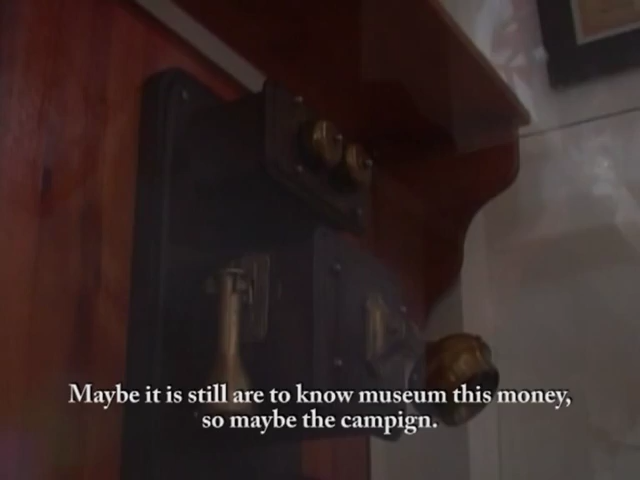 Maybe it is still are to know museum this money,
so maybe the campign.